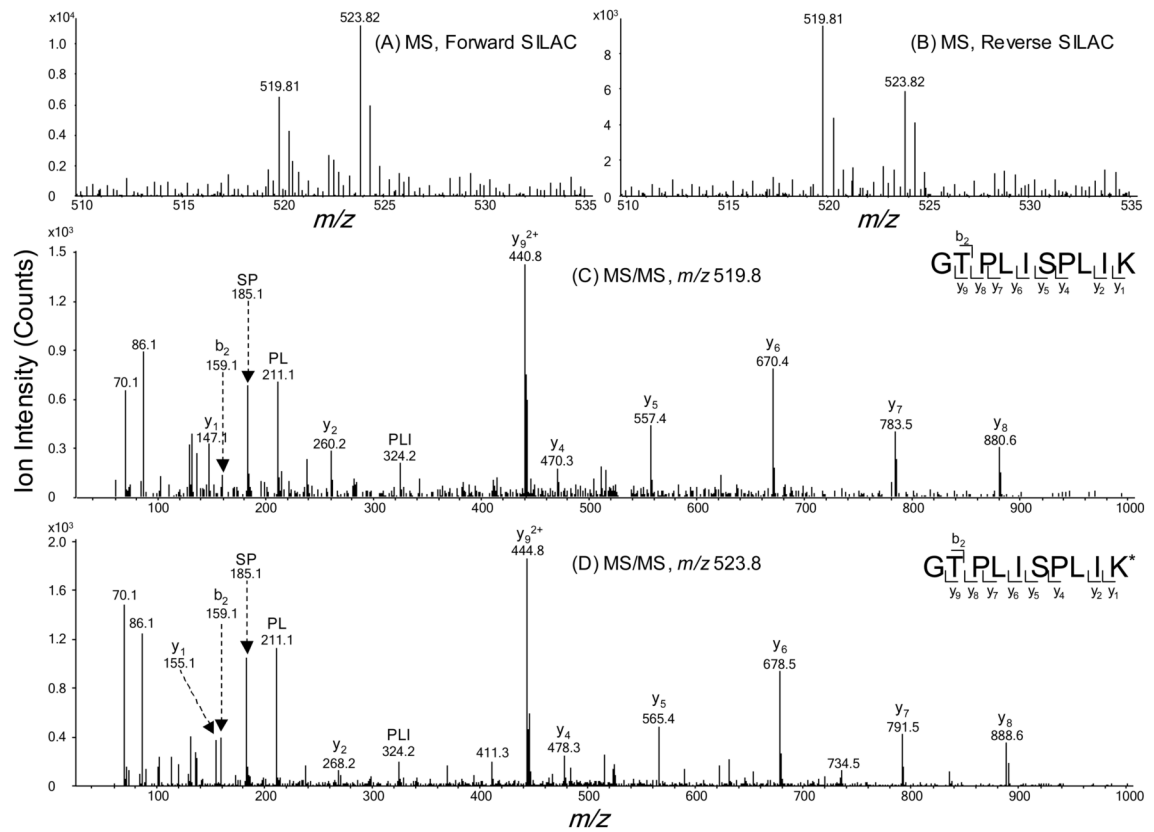 x10⁴
523.82
(A) MS, Forward SILAC
519.81
1.0
0.8
0.6
0.4
0.2
0
510 515 520 525 530 535
m/z
x10³
519.81
(B) MS, Reverse SILAC
523.82
8
6
4
2
0
510 515 520 525 530 535
m/z
Ion Intensity (Counts)
x10³
y₉²⁺
440.8
(C) MS/MS, m/z 519.8
b₂
GTPLISPLIK
y₉ y₈ y₇ y₆ y₅ y₄ y₂ y₁
1.5
1.2
0.9
0.6
0.3
0
70.1
86.1
y₁
147.1
b₂
159.1
SP
185.1
PL
211.1
y₂
260.2
PLI
324.2
y₄
470.3
y₅
557.4
y₆
670.4
y₇
783.5
y₈
880.6
100 200 300 400 500 600 700 800 900 1000
x10³
y₉²⁺
444.8
(D) MS/MS, m/z 523.8
b₂
GTPLISPLIK*
y₉ y₈ y₇ y₆ y₅ y₄ y₂ y₁
2.0
1.6
1.2
0.8
0.4
0
70.1
86.1
y₁
155.1
b₂
159.1
SP
185.1
PL
211.1
y₂
268.2
PLI
324.2
411.3
y₄
478.3
y₅
565.4
y₆
678.5
734.5
y₇
791.5
y₈
888.6
100 200 300 400 500 600 700 800 900 1000
m/z